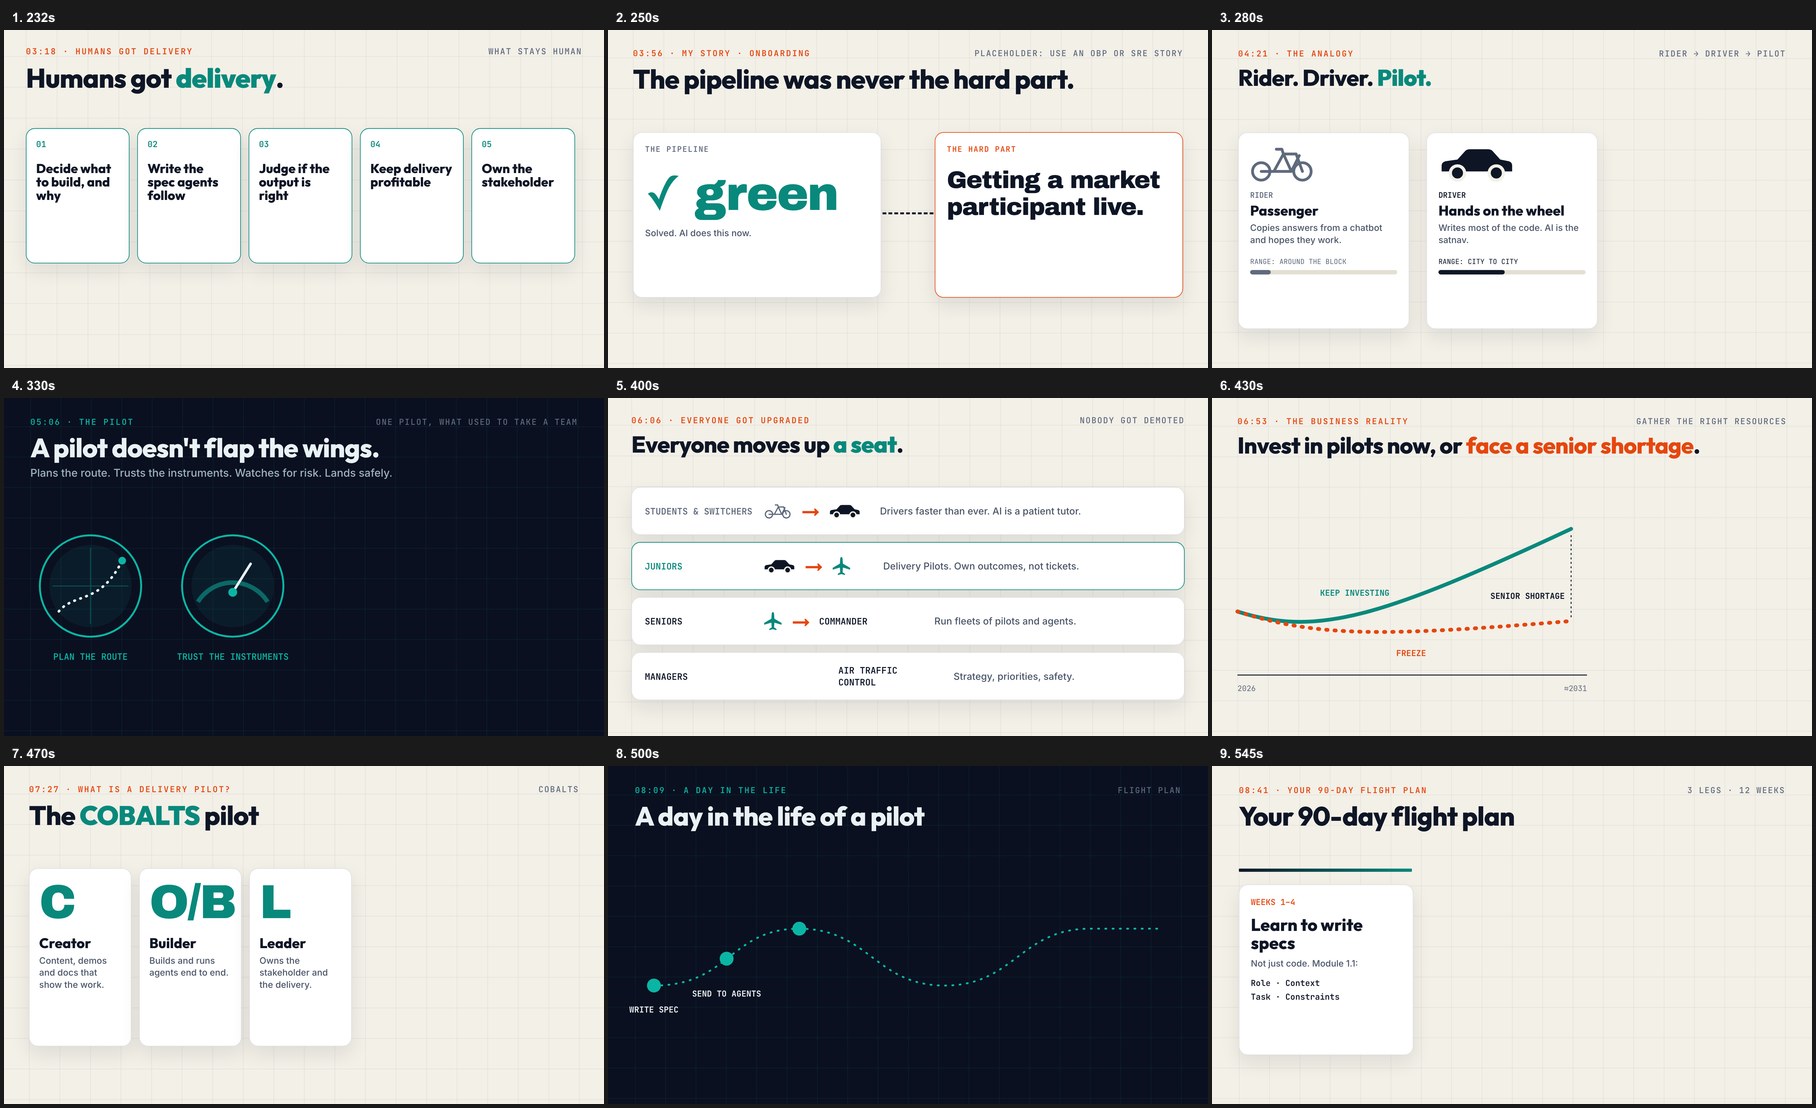 1. 232s
03:18 · HUMANS GOT DELIVERY
WHAT STAYS HUMAN
Humans got delivery.
01
Decide what
to build, and
why
02
Write the
spec agents
follow
03
Judge if the
output is
right
04
Keep delivery
profitable
05
Own the
stakeholder
2. 250s
03:56 · MY STORY · ONBOARDING
PLACEHOLDER: USE AN OBP OR SRE STORY
The pipeline was never the hard part.
THE PIPELINE
✓ green
Solved. AI does this now.
THE HARD PART
Getting a market
participant live.
3. 280s
04:21 · THE ANALOGY
RIDER → DRIVER → PILOT
Rider. Driver. Pilot.
RIDER
Passenger
Copies answers from a chatbot
and hopes they work.
RANGE: AROUND THE BLOCK
DRIVER
Hands on the wheel
Writes most of the code. AI is the
satnav.
RANGE: CITY TO CITY
4. 330s
05:06 · THE PILOT
ONE PILOT, WHAT USED TO TAKE A TEAM
A pilot doesn't flap the wings.
Plans the route. Trusts the instruments. Watches for risk. Lands safely.
PLAN THE ROUTE
TRUST THE INSTRUMENTS
5. 400s
06:06 · EVERYONE GOT UPGRADED
NOBODY GOT DEMOTED
Everyone moves up a seat.
STUDENTS & SWITCHERS
Drivers faster than ever. AI is a patient tutor.
JUNIORS
Delivery Pilots. Own outcomes, not tickets.
SENIORS
COMMANDER
Run fleets of pilots and agents.
MANAGERS
AIR TRAFFIC
CONTROL
Strategy, priorities, safety.
6. 430s
06:53 · THE BUSINESS REALITY
GATHER THE RIGHT RESOURCES
Invest in pilots now, or face a senior shortage.
KEEP INVESTING
SENIOR SHORTAGE
FREEZE
2026
≈2031
7. 470s
07:27 · WHAT IS A DELIVERY PILOT?
COBALTS
The COBALTS pilot
C
Creator
Content, demos
and docs that
show the work.
O/B
Builder
Builds and runs
agents end to end.
L
Leader
Owns the
stakeholder and
the delivery.
8. 500s
08:09 · A DAY IN THE LIFE
FLIGHT PLAN
A day in the life of a pilot
SEND TO AGENTS
WRITE SPEC
9. 545s
08:41 · YOUR 90-DAY FLIGHT PLAN
3 LEGS · 12 WEEKS
Your 90-day flight plan
WEEKS 1–4
Learn to write
specs
Not just code. Module 1.1:
Role · Context
Task · Constraints